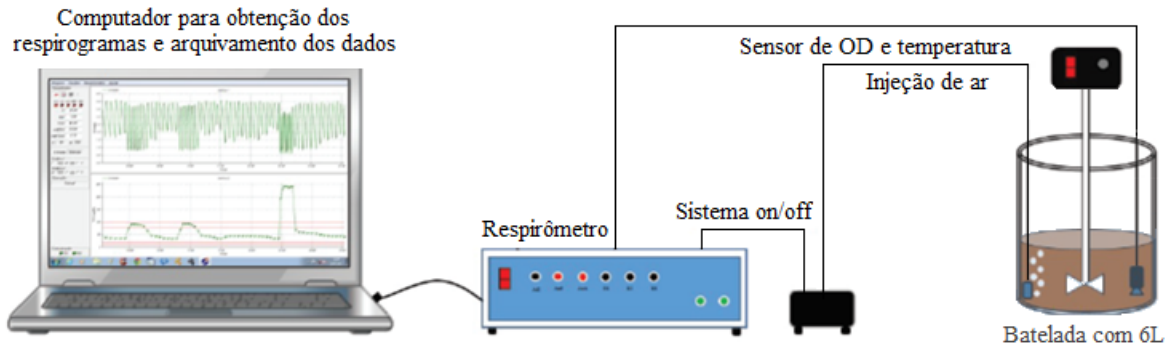 Computador para obtenção dos
respirogramas e arquivamento dos dados
Sensor de OD e temperatura
Injeção de ar
Sistema on/off
Respirômetro
Batelada com 6L